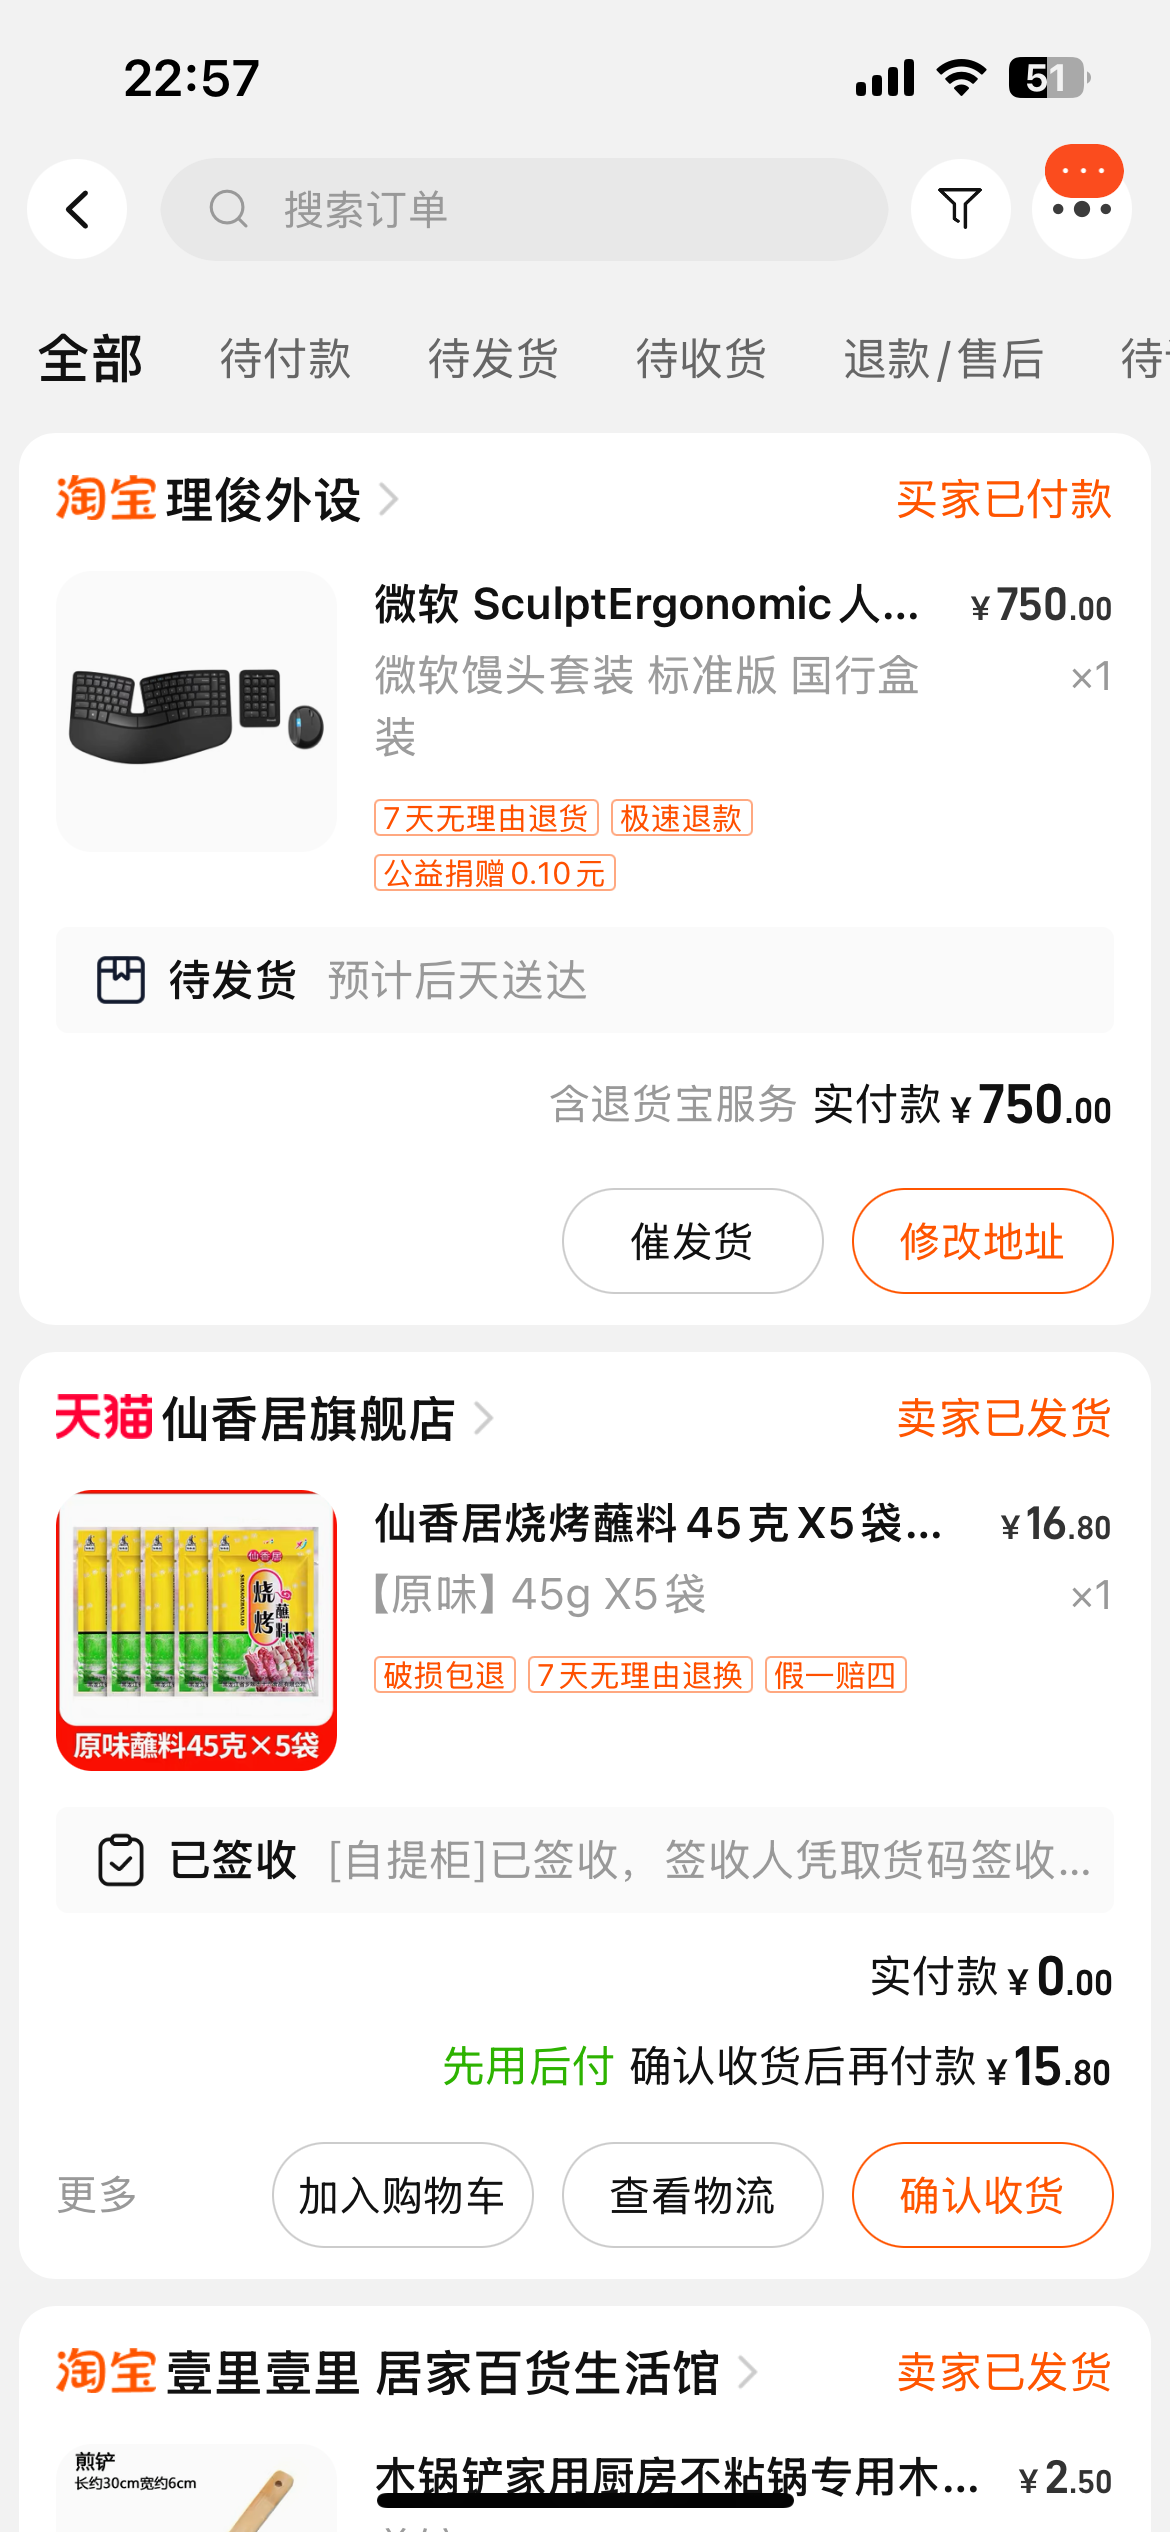 22:57
51
搜索订单
全部 待付款 待发货 待收货 退款/售后
淘宝 理俊外设
买家已付款
微软 SculptErgonomic人... ¥750.00
微软馒头套装 标准版 国行盒装 ×1
7天无理由退货 极速退款
公益捐赠0.10元
待发货 预计后天送达
含退货宝服务 实付款 ¥750.00
催发货 修改地址
天猫 仙香居旗舰店
卖家已发货
仙香居烧烤蘸料45克X5袋... ¥16.80
【原味】45g X5袋 ×1
破损包退 7天无理由退换 假一赔四
仙香居
烧烤
蘸料
原味蘸料45克×5袋
已签收 [自提柜]已签收，签收人凭取货码签收...
实付款 ¥0.00
先用后付 确认收货后再付款 ¥15.80
更多 加入购物车 查看物流 确认收货
淘宝 壹里壹里 居家百货生活馆
卖家已发货
煎铲
长约30cm宽约6cm
木锅铲家用厨房不粘锅专用木... ¥2.50